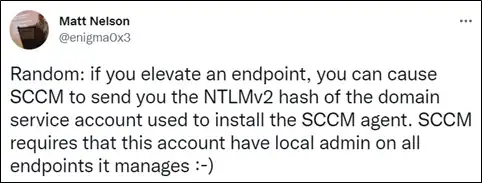 Matt Nelson
@enigma0x3
Random: if you elevate an endpoint, you can cause
SCCM to send you the NTLMv2 hash of the domain
service account used to install the SCCM agent. SCCM
requires that this account have local admin on all
endpoints it manages :-)